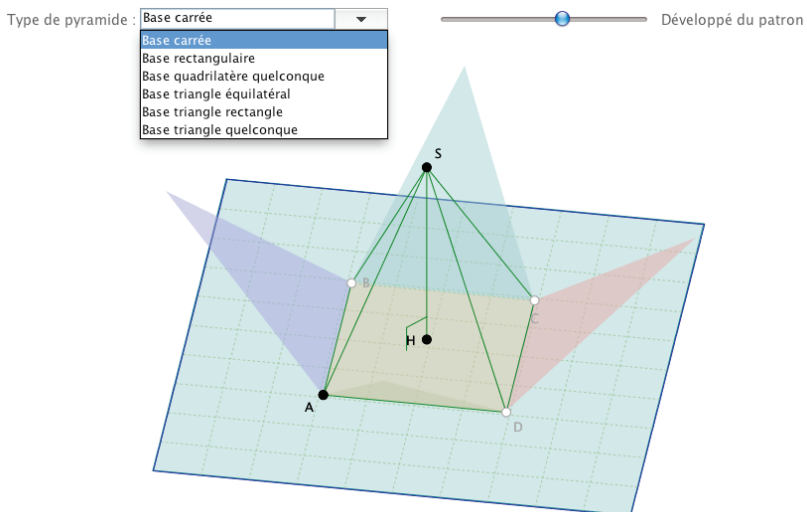 Type de pyramide : Base carrée
Développé du patron
Base carrée
Base rectangulaire
Base quadrilatère quelconque
Base triangle équilatéral
Base triangle rectangle
Base triangle quelconque
S
B
C
H
A
D